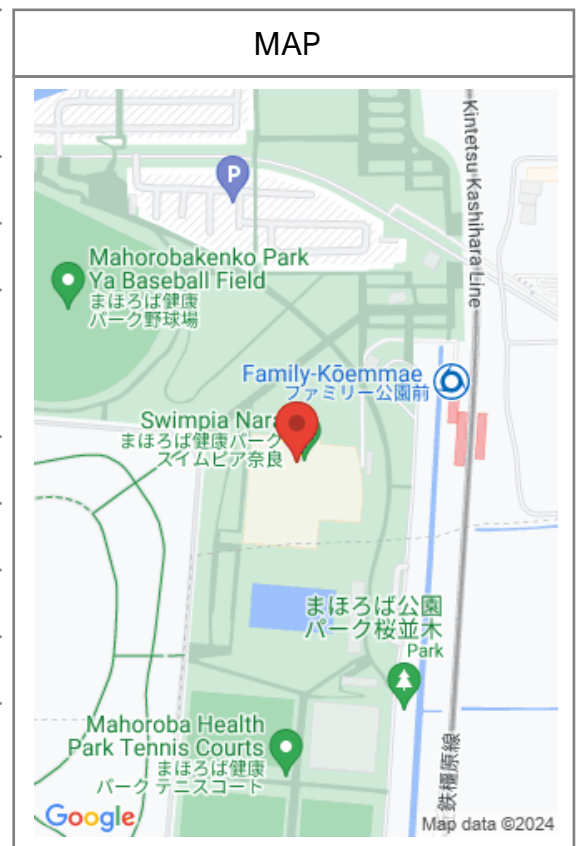 MAP
Kintetsu Kashihara Line
P
Mahorobakenko Park
Ya Baseball Field
まほろば健康
パーク野球場
Family-Kōemmae
ファミリー公園前
Swimpia Nara
まほろば健康パーク
スイムピア奈良
まほろば公園
パーク桜並木
Park
Mahoroba Health
Park Tennis Courts
まほろば健康
パーク テニスコート
鉄橿原線
Google
Map data ©2024